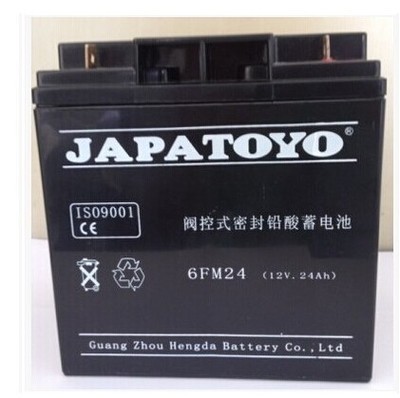 JAPATOYO®
ISO9001
CE
阀控式密封铅酸蓄电池
6FM24 (12V.24Ah)
Guang Zhou Hengda Battery Co.,Ltd